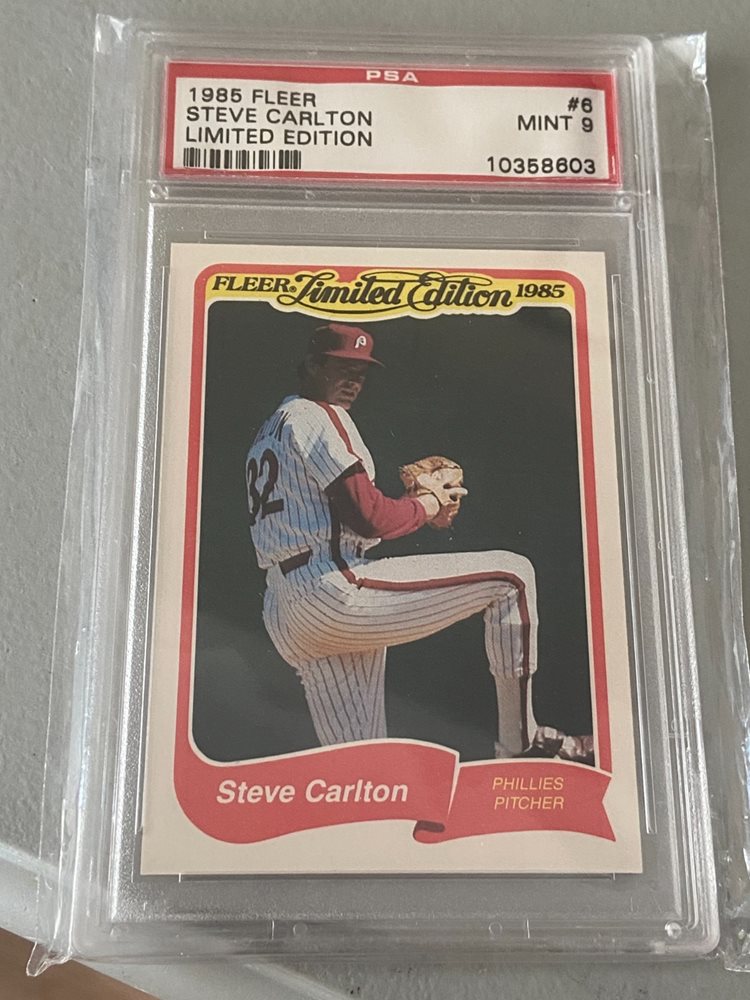 PSA
1985 FLEER #6
STEVE CARLTON MINT 9
LIMITED EDITION
10358603
FLEER® Limited Edition 1985
P
32
Steve Carlton
PHILLIES
PITCHER